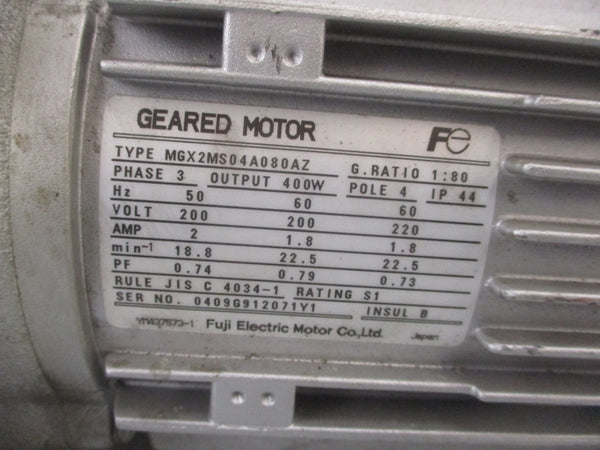 GEARED MOTOR
Fe
TYPE MGX2MS04A080AZ G.RATIO 1:80
PHASE 3 OUTPUT 400W POLE 4 IP 44
Hz 50 60 60
VOLT 200 200 220
AMP 2 1.8 1.8
min-1 18.8 22.5 22.5
PF 0.74 0.79 0.73
RULE JIS C 4034-1 RATING S1
SER NO. 0409G912071Y1 INSUL B
Fuji Electric Motor Co.,Ltd. Japan